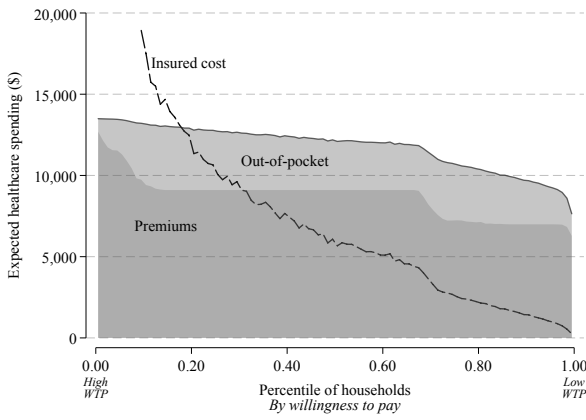 20,000
15,000
10,000
5,000
0
Expected healthcare spending ($)
Insured cost
Out-of-pocket
Premiums
0.00
0.20
0.40
0.60
0.80
1.00
High
WTP
Low
WTP
Percentile of households
By willingness to pay